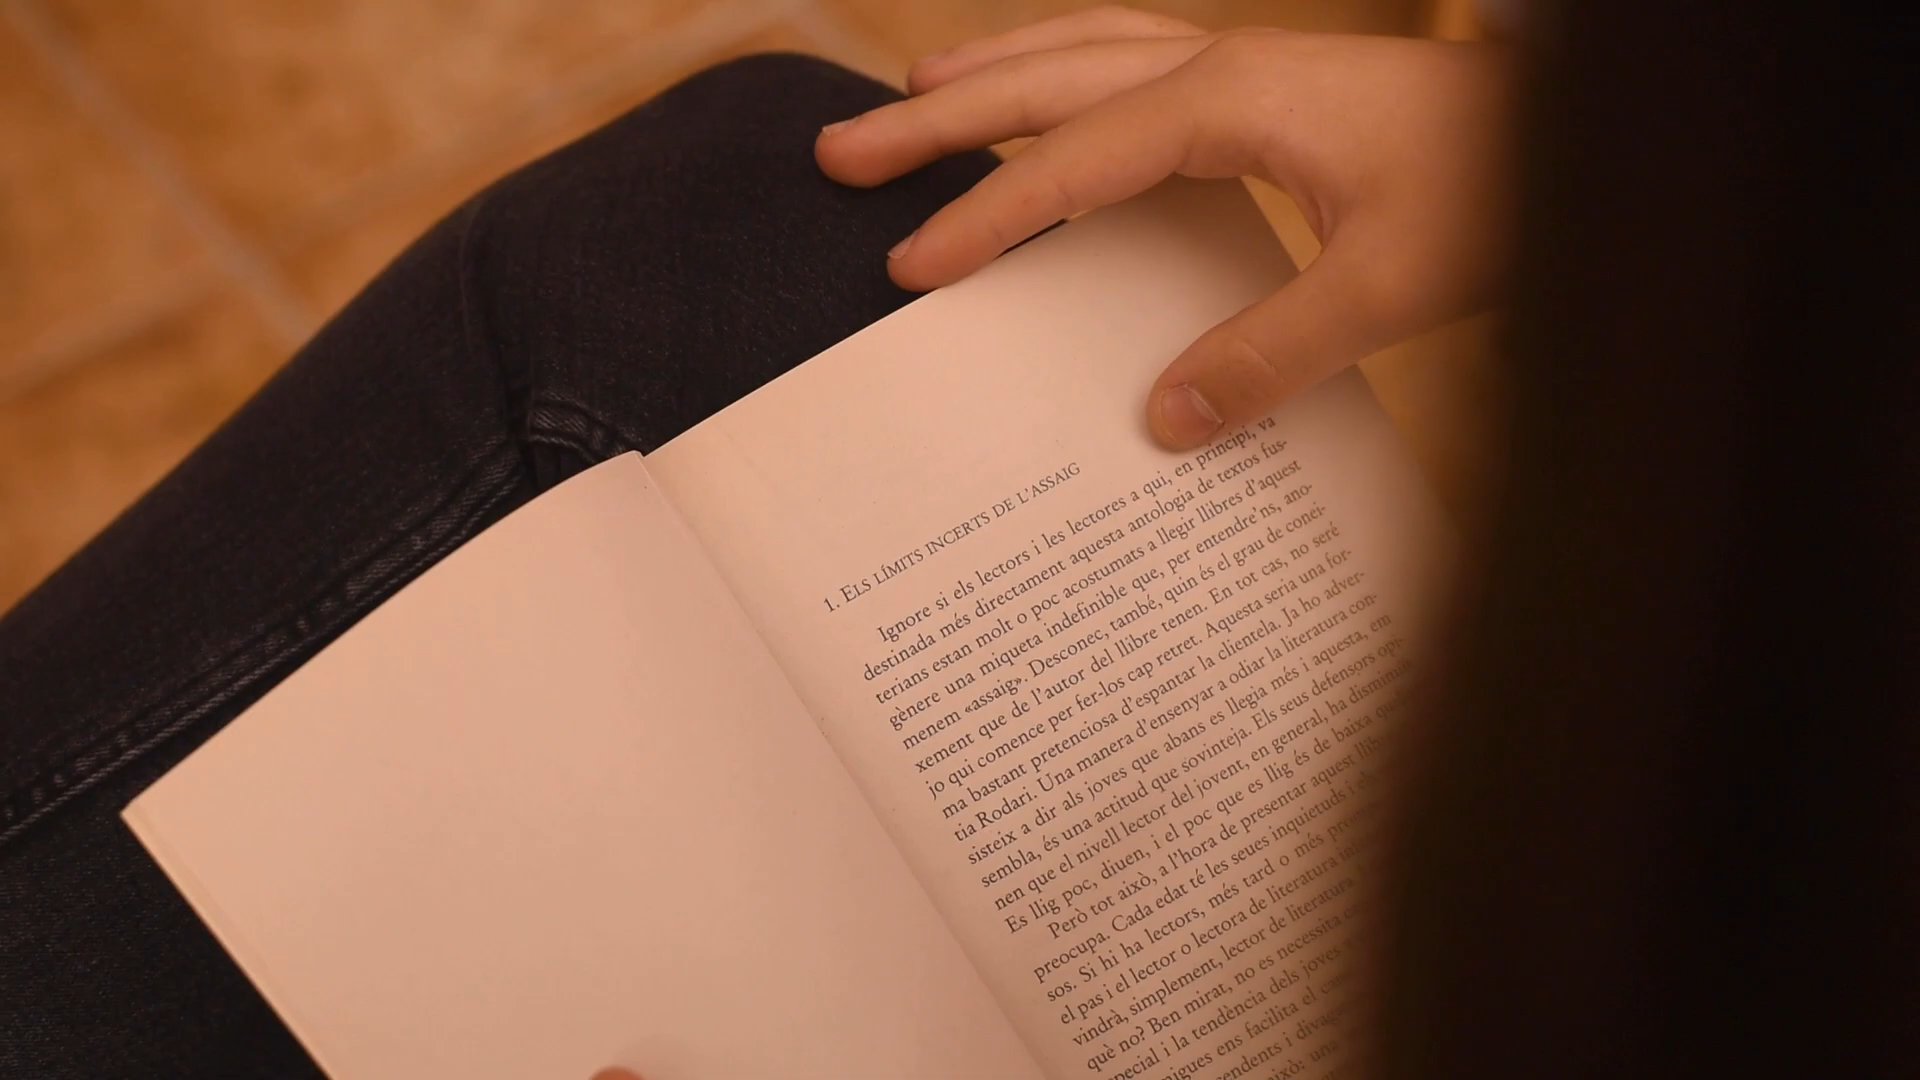 1. ELS LÍMITS INCERTS DE L'ASSAIG
Ignore si els lectors i les lectores a qui, en principi, va
destinada més directament aquesta antologia de textos fus-
terians estan molt o poc acostumats a llegir llibres d'aquest
gènere una miqueta indefinible que, per entendre'ns, ano-
menem «assaig». Desconec, també, quin és el grau de conei-
xement que de l'autor del llibre tenen. En tot cas, no seré
jo qui comence per fer-los cap retret. Aquesta seria una for-
ma bastant pretenciosa d'espantar la clientela. Ja ho adver-
tia Rodari. Una manera d'ensenyar a odiar la literatura con-
sisteix a dir als joves que abans es llegia més i aquesta, em
sembla, és una actitud que sovinteja. Els seus defensors opi-
nen que el nivell lector del jovent, en general, ha disminuït
Es llig poc, diuen, i el poc que es llig és de baixa
Però tot això, a l'hora de presentar aquest
preocupa. Cada edat té les seues inquietuds i
sos. Si hi ha lectors, més tard o més
el pas i el lector o lectora de literatura
vindrà, simplement, lector de literatura.
què no? Ben mirat, no es necessita
i la tendència dels joves
ens facilita el
i
una